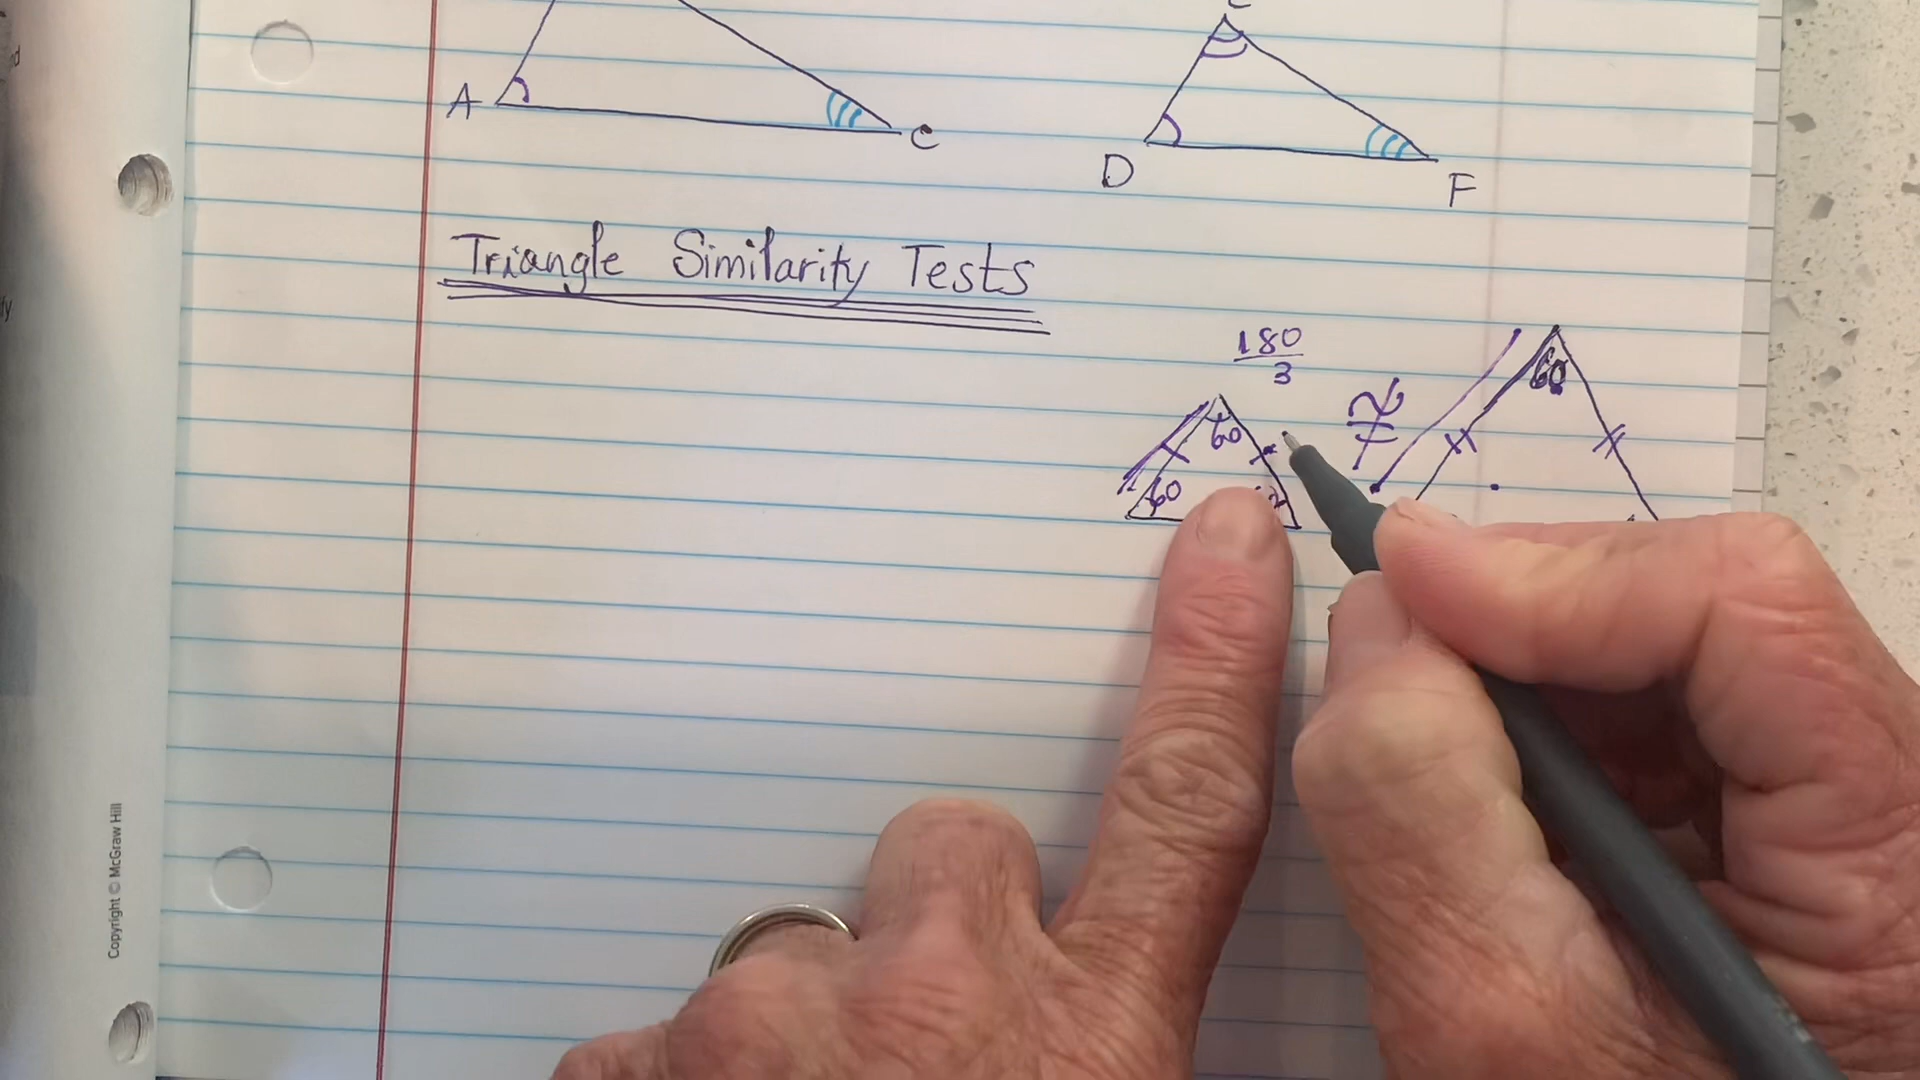 A
C
D
F
Triangle Similarity Tests
180
3
60
60
60
Copyright © McGraw Hill